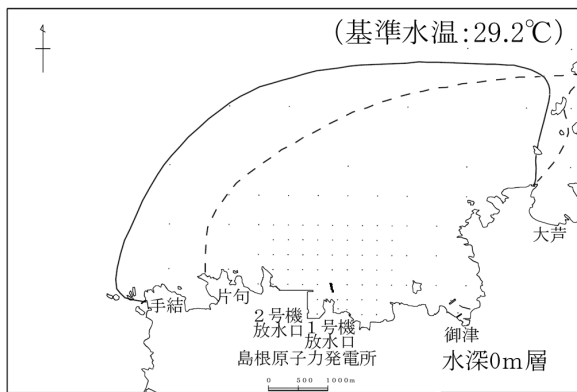 (基準水温:29.2℃)
大芦
手結
片句
2号機
放水口
1号機
放水口
御津
島根原子力発電所
水深0m層
0 500 1000m